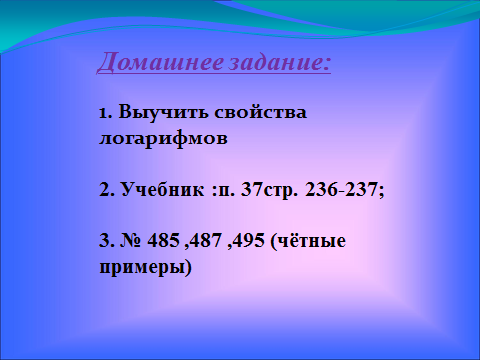 Домашнее задание:
1. Выучить свойства
логарифмов
2. Учебник :п. 37стр. 236-237;
3. № 485 ,487 ,495 (чётные
примеры)